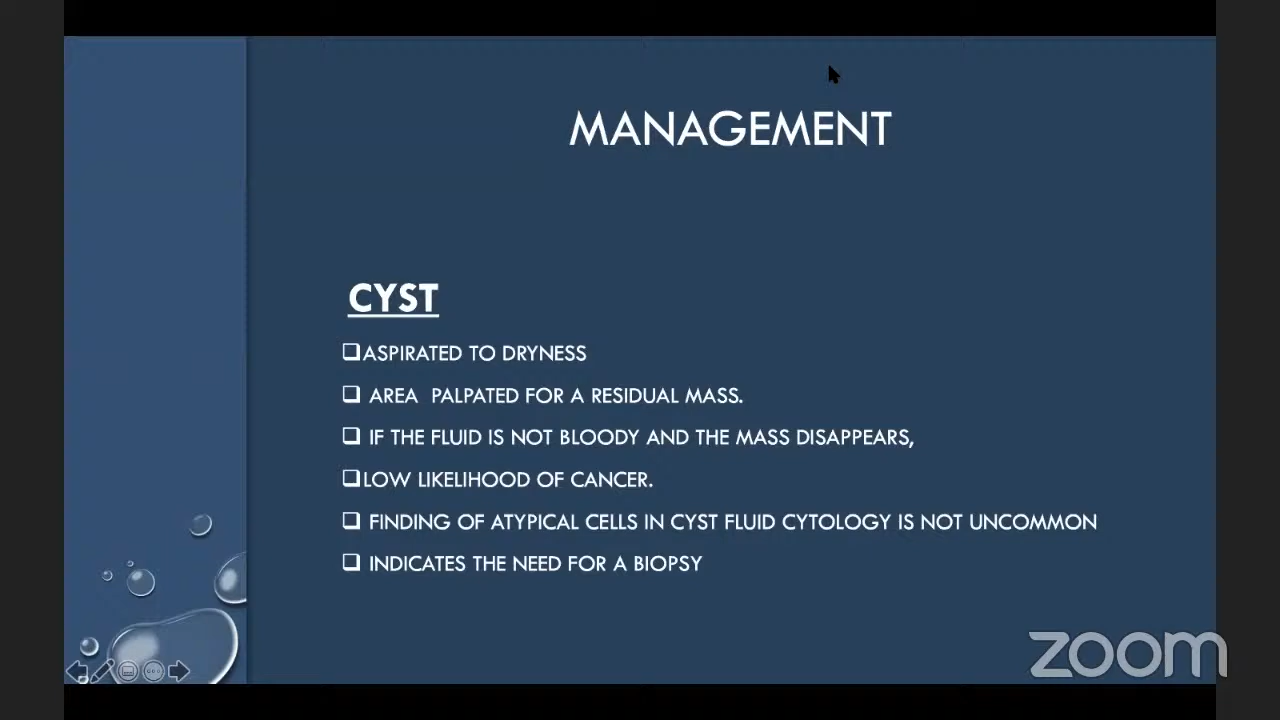 MANAGEMENT
CYST
ASPIRATED TO DRYNESS
AREA PALPATED FOR A RESIDUAL MASS.
IF THE FLUID IS NOT BLOODY AND THE MASS DISAPPEARS,
LOW LIKELIHOOD OF CANCER.
FINDING OF ATYPICAL CELLS IN CYST FLUID CYTOLOGY IS NOT UNCOMMON
INDICATES THE NEED FOR A BIOPSY
zoom